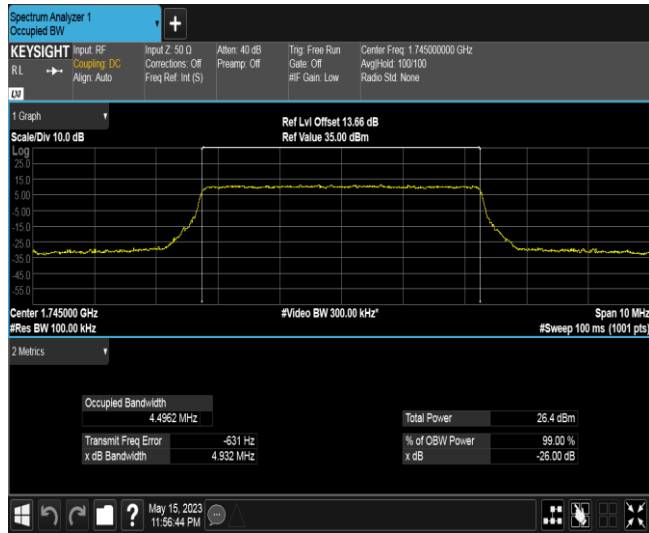 Spectrum Analyzer 1
Occupied BW
+
KEYSIGHT Input: RF Input Z: 50 Ω Atten: 40 dB Trig: Free Run Center Freq: 1.745000000 GHz
RL Coupling: DC Corrections: Off Preamp: Off Gate: Off Avg|Hold: 100/100
Align: Auto Freq Ref: Int (S) #IF Gain: Low Radio Std: None
LXI
1 Graph Ref Lvl Offset 13.66 dB
Scale/Div 10.0 dB Ref Value 35.00 dBm
Log
25.0
15.0
5.00
-5.00
-15.0
-25.0
-35.0
-45.0
-55.0
Center 1.745000 GHz #Video BW 300.00 kHz* Span 10 MHz
#Res BW 100.00 kHz #Sweep 100 ms (1001 pts)
2 Metrics
Occupied Bandwidth
4.4962 MHz Total Power 26.4 dBm
Transmit Freq Error -631 Hz % of OBW Power 99.00 %
x dB Bandwidth 4.932 MHz x dB -26.00 dB
? May 15, 2023
11:56:44 PM